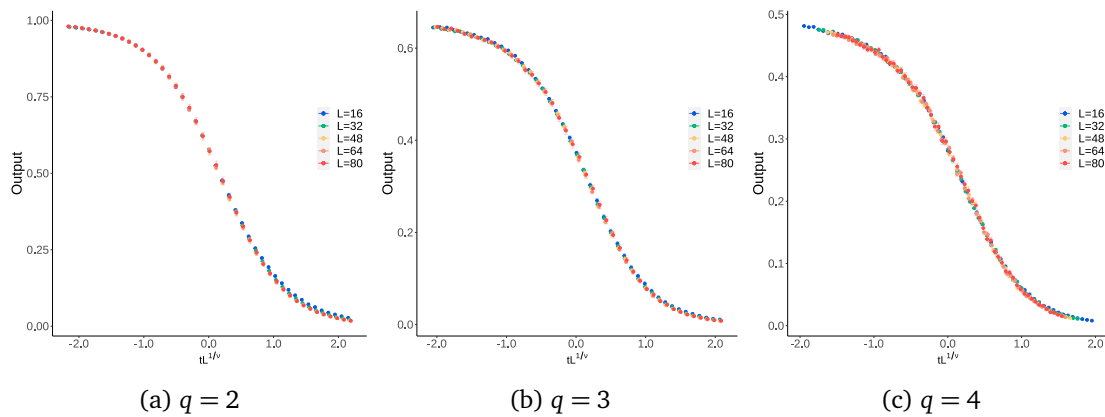 1.00
0.75
0.50
0.25
0.00
Output
-2.0 -1.0 0.0 1.0 2.0
tL^{1/ν}
L=16
L=32
L=48
L=64
L=80
(a) q = 2
0.6
0.4
0.2
0.0
Output
-2.0 -1.0 0.0 1.0 2.0
tL^{1/ν}
L=16
L=32
L=48
L=64
L=80
(b) q = 3
0.5
0.4
0.3
0.2
0.1
0.0
Output
-2.0 -1.0 0.0 1.0 2.0
tL^{1/ν}
L=16
L=32
L=48
L=64
L=80
(c) q = 4